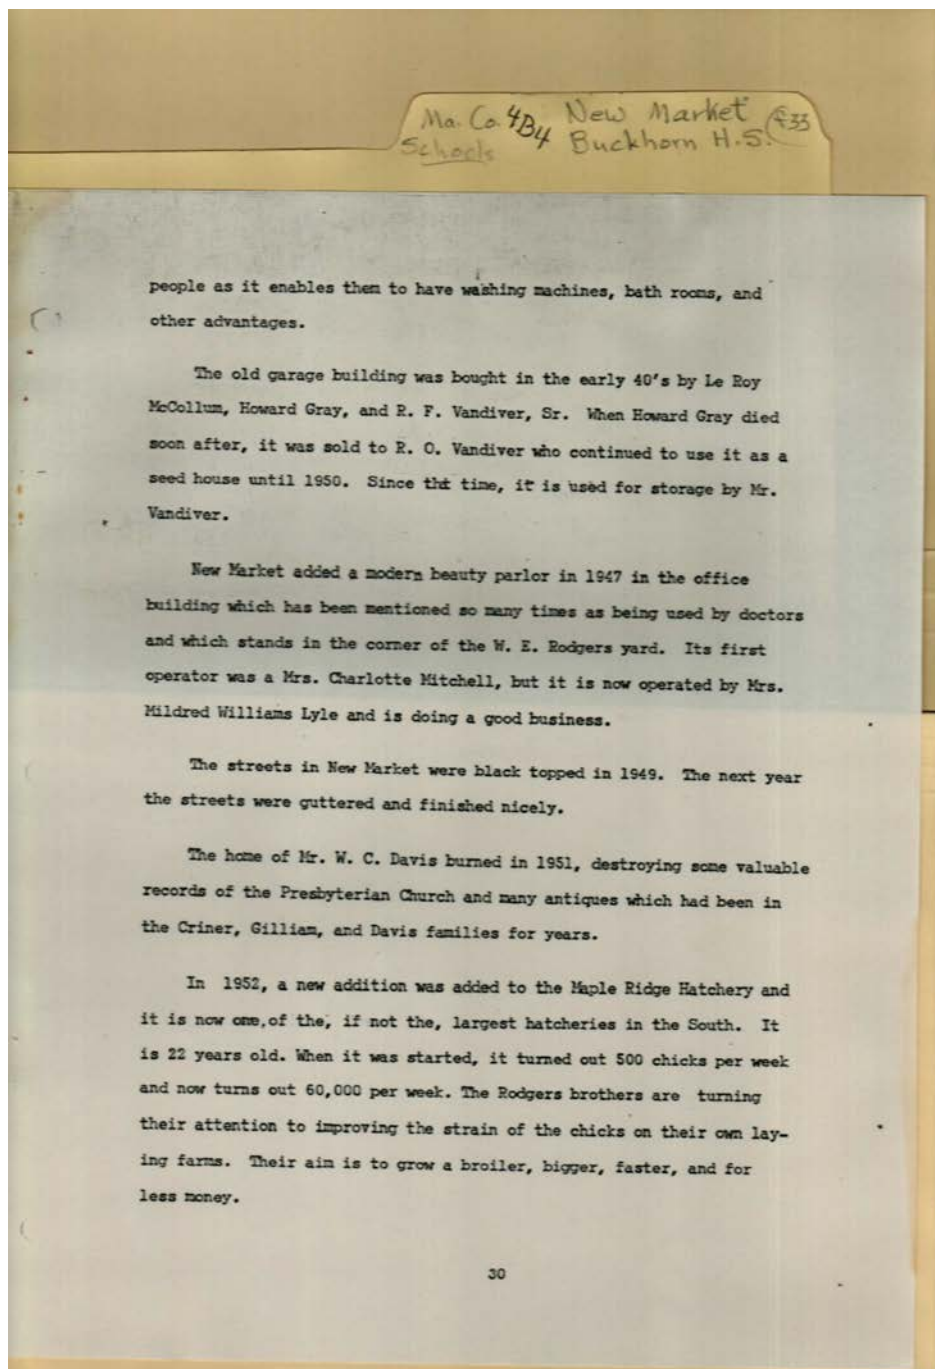 Ma. Co. 4B4 New Market £33
Schools Buckhorn H.S.
people as it enables them to have washing machines, bath rooms, and
other advantages.
The old garage building was bought in the early 40's by Le Roy
McCollum, Howard Gray, and R. F. Vandiver, Sr. When Howard Gray died
soon after, it was sold to R. O. Vandiver who continued to use it as a
seed house until 1950. Since tht time, it is used for storage by Mr.
Vandiver.
New Market added a modern beauty parlor in 1947 in the office
building which has been mentioned so many times as being used by doctors
and which stands in the corner of the W. E. Rodgers yard. Its first
operator was a Mrs. Charlotte Mitchell, but it is now operated by Mrs.
Mildred Williams Lyle and is doing a good business.
The streets in New Market were black topped in 1949. The next year
the streets were guttered and finished nicely.
The home of Mr. W. C. Davis burned in 1951, destroying some valuable
records of the Presbyterian Church and many antiques which had been in
the Criner, Gilliam, and Davis families for years.
In 1952, a new addition was added to the Maple Ridge Hatchery and
it is now one, of the, if not the, largest hatcheries in the South. It
is 22 years old. When it was started, it turned out 500 chicks per week
and now turns out 60,000 per week. The Rodgers brothers are turning
their attention to improving the strain of the chicks on their own lay-
ing farms. Their aim is to grow a broiler, bigger, faster, and for
less money.
30